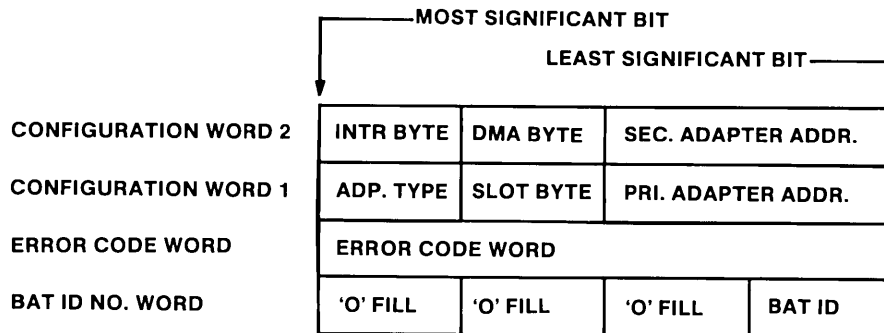 MOST SIGNIFICANT BIT
LEAST SIGNIFICANT BIT
CONFIGURATION WORD 2 INTR BYTE DMA BYTE SEC. ADAPTER ADDR.
CONFIGURATION WORD 1 ADP. TYPE SLOT BYTE PRI. ADAPTER ADDR.
ERROR CODE WORD ERROR CODE WORD
BAT ID NO. WORD 'O' FILL 'O' FILL 'O' FILL BAT ID